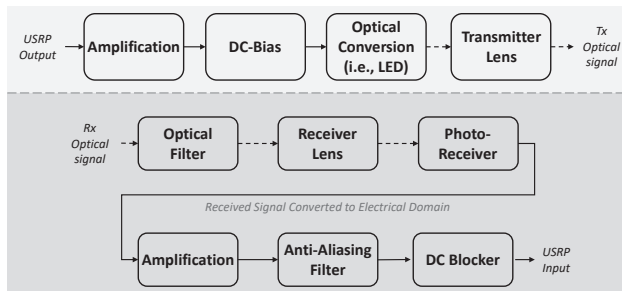 USRP
Output
Amplification
DC-Bias
Optical
Conversion
(i.e., LED)
Transmitter
Lens
Tx
Optical
signal
Rx
Optical
signal
Optical
Filter
Receiver
Lens
Photo-
Receiver
Received Signal Converted to Electrical Domain
Amplification
Anti-Aliasing
Filter
DC Blocker
USRP
Input